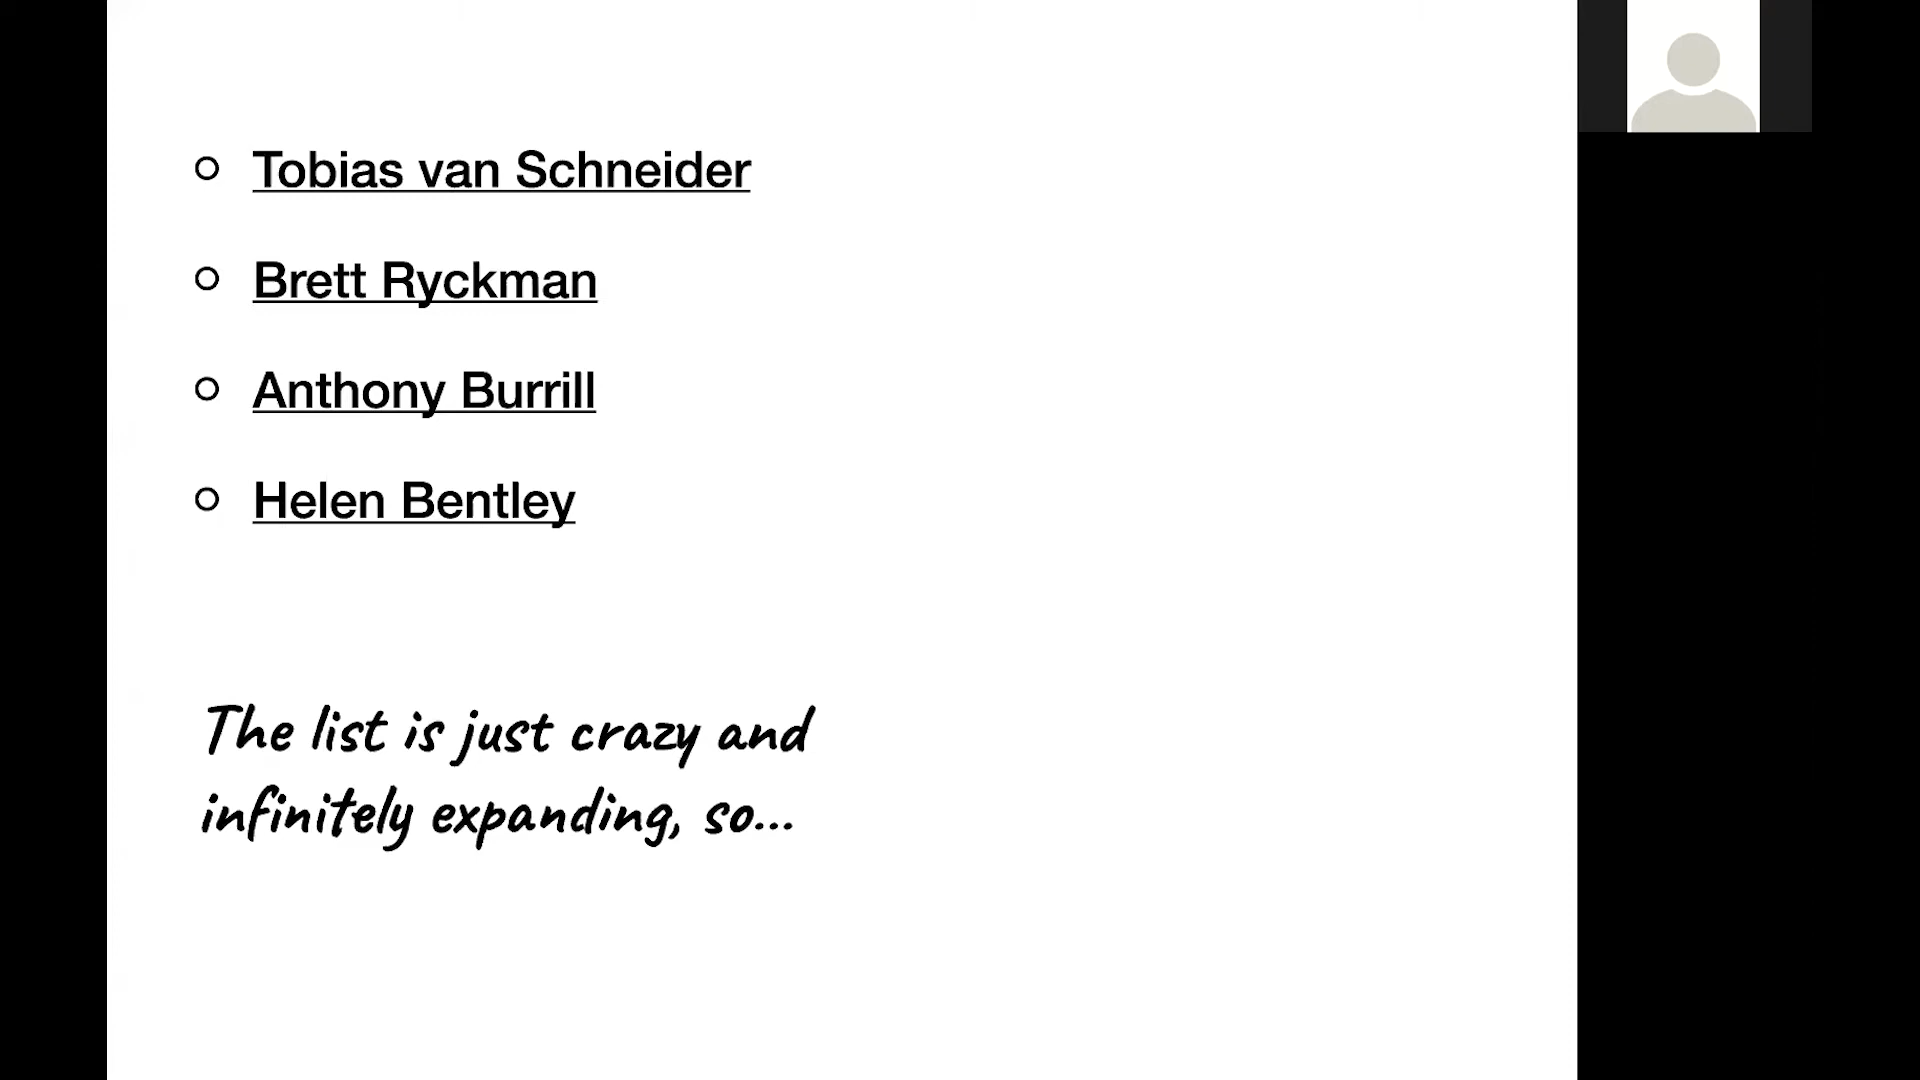 Tobias van Schneider
Brett Ryckman
Anthony Burrill
Helen Bentley
The list is just crazy and
infinitely expanding, so...